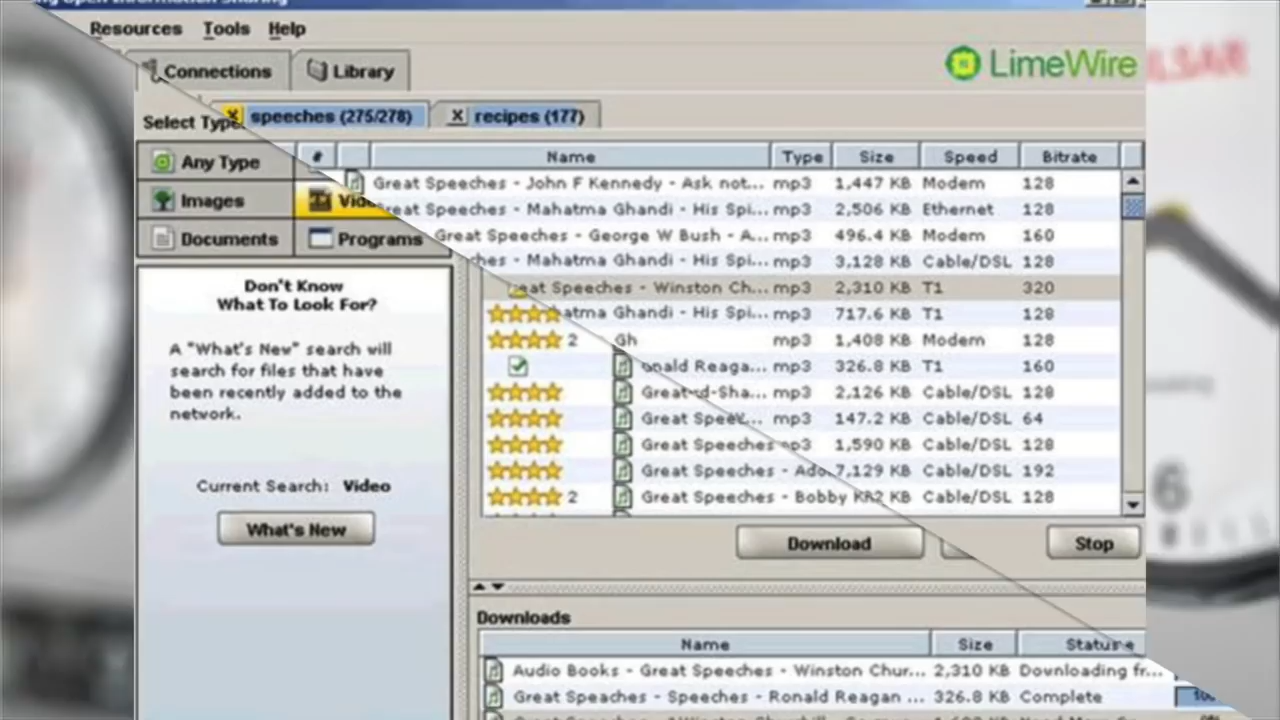 Resources Tools Help
Connections Library
LimeWire
LSAR
Select Type
speeches (275/278) recipes (177)
Any Type # Name Type Size Speed Bitrate
Great Speeches - John F Kennedy - Ask not... mp3 1,447 KB Modem 128
Images Speeches - Mahatma Ghandi - His Spi... mp3 2,506 KB Ethernet 128
Documents Programs Great Speeches - George W Bush - A... mp3 496.4 KB Modem 160
- Mahatma Ghandi - His Spi... mp3 3,128 KB Cable/DSL 128
Speeches - Winston Ch... mp3 2,310 KB T1 320
Ghandi - His Spi... mp3 717.6 KB T1 128
2 Gh mp3 1,408 KB Modem 128
onald Reaga... mp3 326.8 KB T1 160
Great d-Sha... mp3 2,126 KB Cable/DSL 128
Great Spee... mp3 147.2 KB Cable/DSL 64
Great Speeches mp3 1,590 KB Cable/DSL 128
Great Speeches - Ado 7,129 KB Cable/DSL 192
2 Great Speeches - Bobby KB Cable/DSL 128
Don't Know
What To Look For?
A "What's New" search will
search for files that have
been recently added to the
network.
Current Search: Video
What's New
Download Stop
Downloads
Name Size Status
Audio Books - Great Speeches - Winston Chur... 2,310 KB Downloading fr...
Great Speaches - Speeches - Ronald Reagan ... 326.8 KB Complete
6